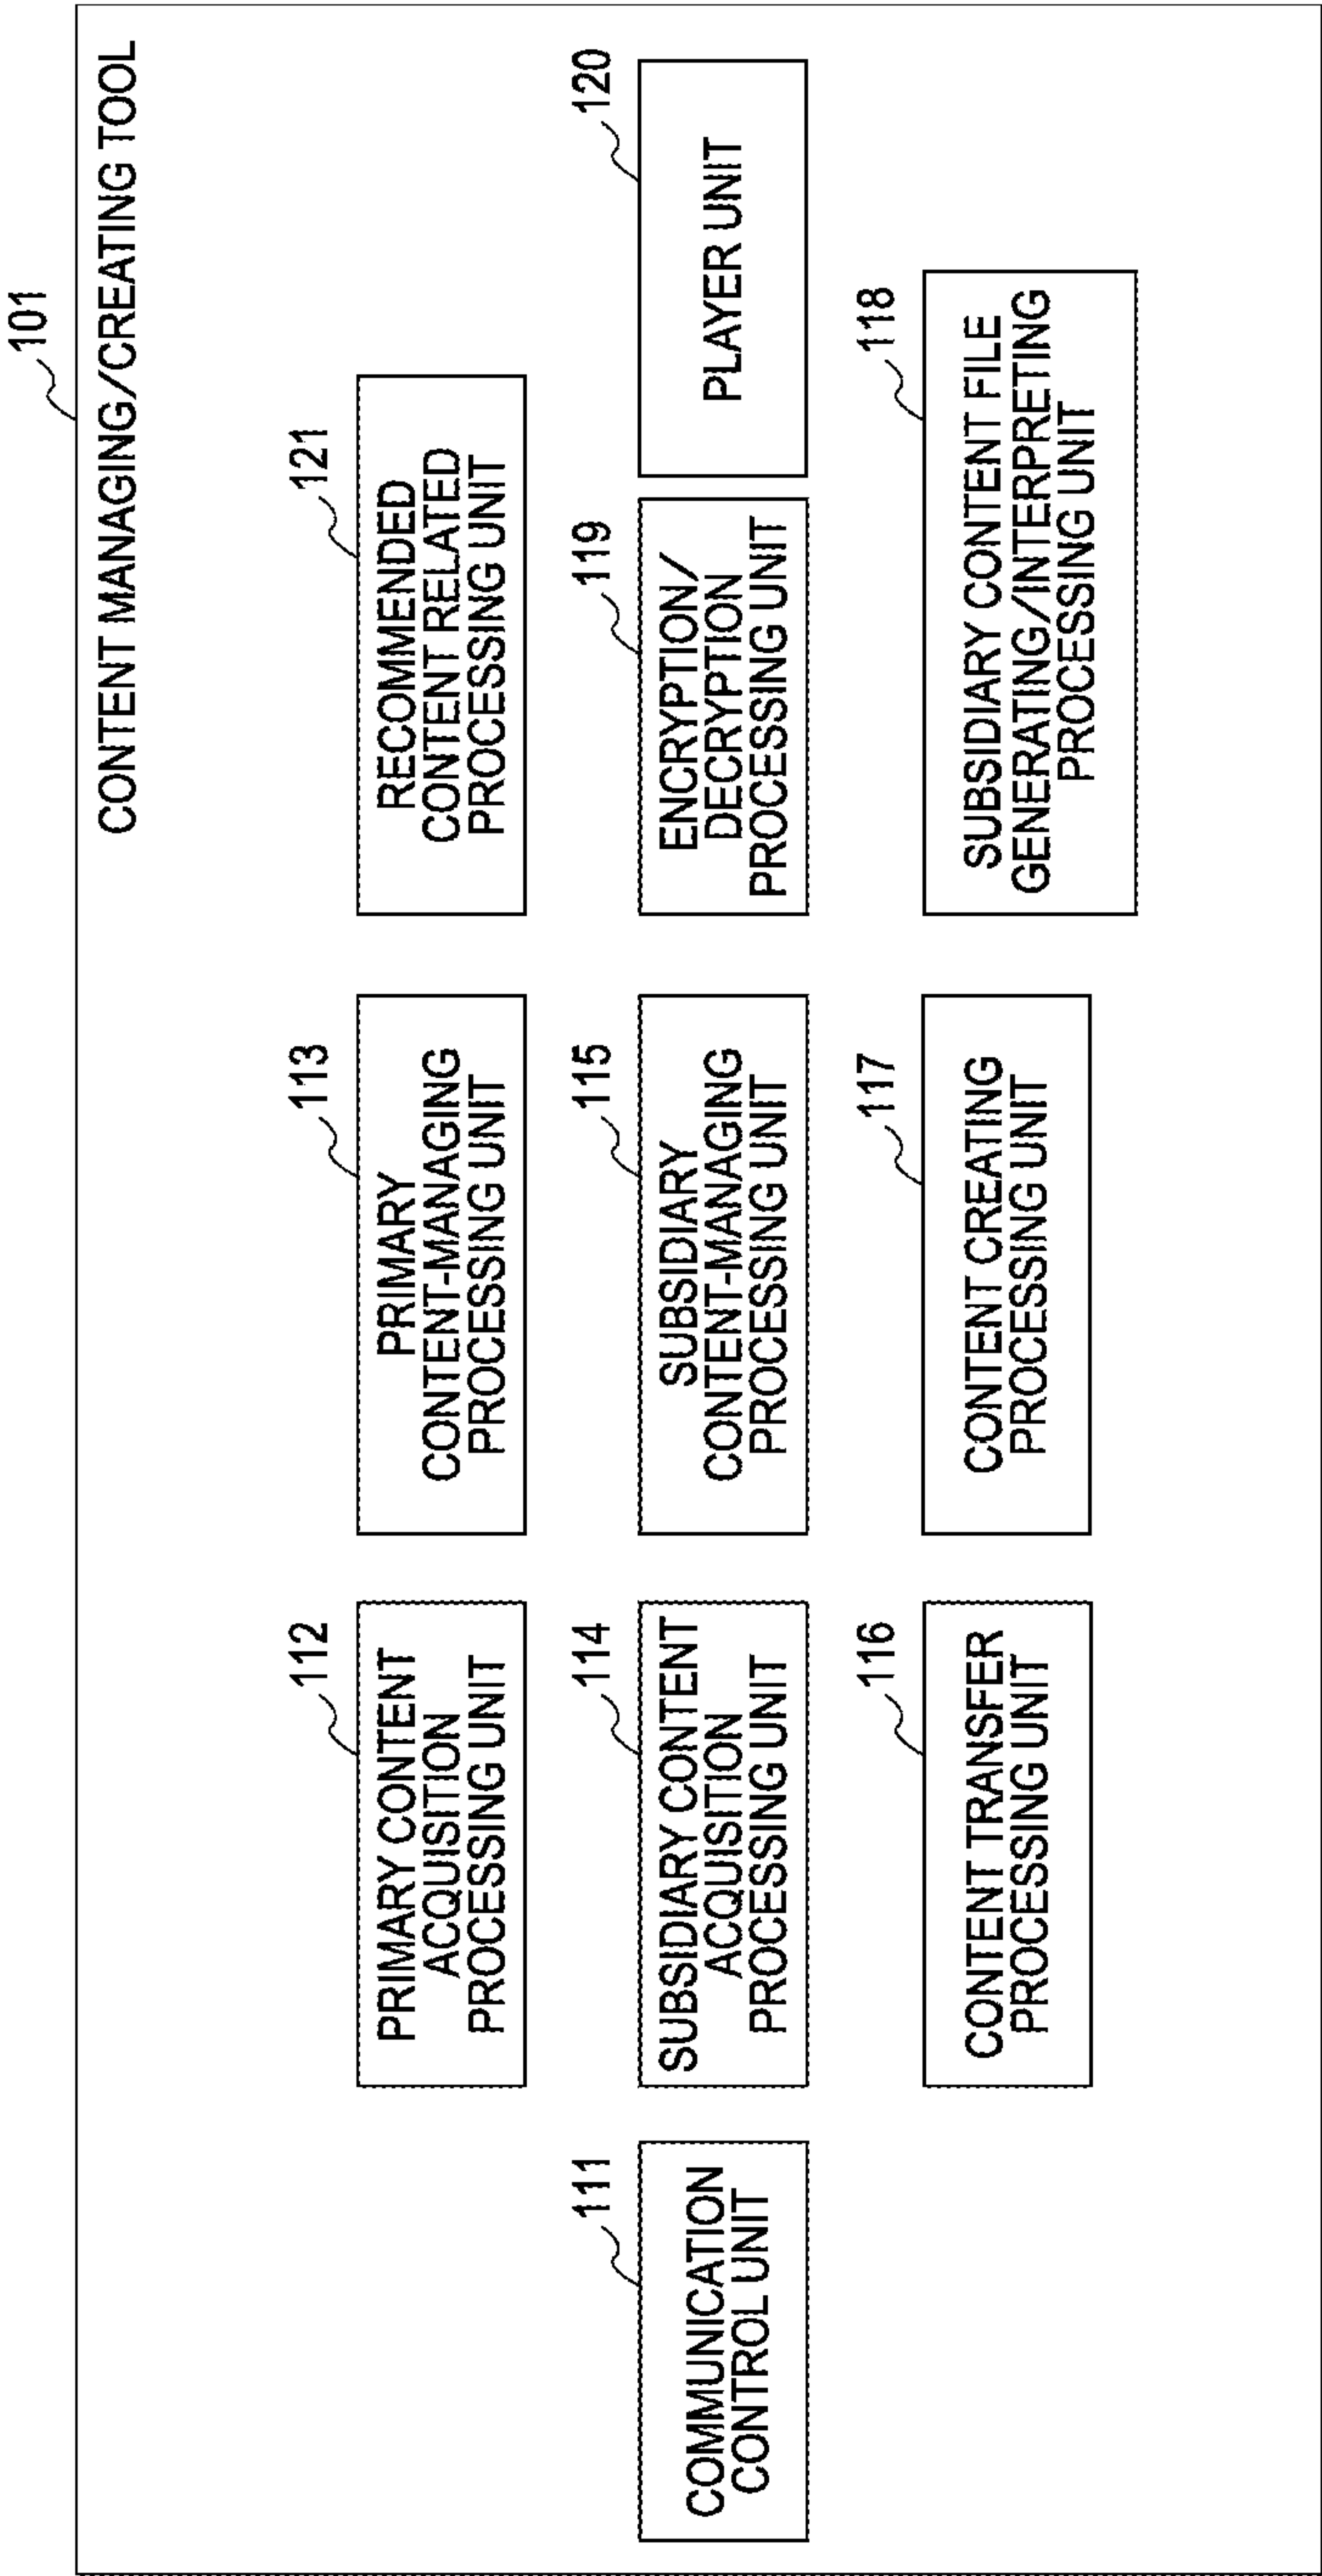 101
CONTENT MANAGING/CREATING TOOL
112
PRIMARY CONTENT
ACQUISITION
PROCESSING UNIT
113
PRIMARY
CONTENT-MANAGING
PROCESSING UNIT
121
RECOMMENDED
CONTENT RELATED
PROCESSING UNIT
111
COMMUNICATION
CONTROL UNIT
114
SUBSIDIARY CONTENT
ACQUISITION
PROCESSING UNIT
115
SUBSIDIARY
CONTENT-MANAGING
PROCESSING UNIT
119
ENCRYPTION/
DECRYPTION
PROCESSING UNIT
120
PLAYER UNIT
116
CONTENT TRANSFER
PROCESSING UNIT
117
CONTENT CREATING
PROCESSING UNIT
118
SUBSIDIARY CONTENT FILE
GENERATING/INTERPRETING
PROCESSING UNIT